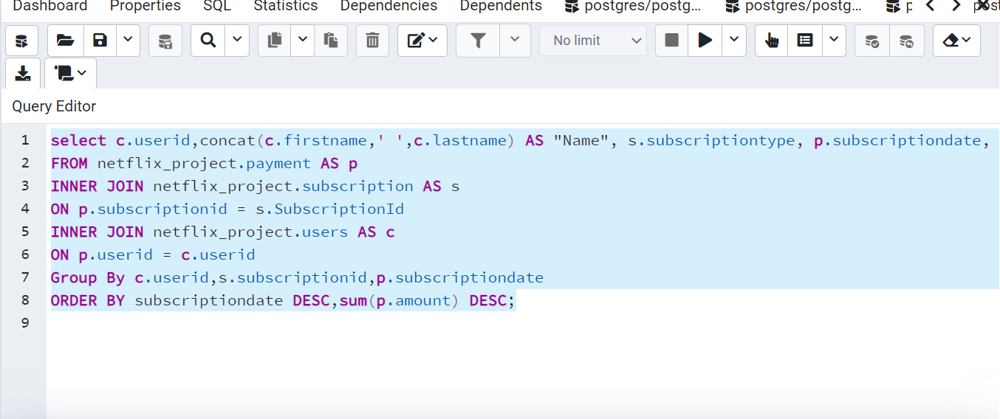 Dashboard Properties SQL Statistics Dependencies Dependents postgres/postg... postgres/postg...
No limit
Query Editor
1 select c.userid,concat(c.firstname,' ',c.lastname) AS "Name", s.subscriptiontype, p.subscriptiondate,
2 FROM netflix_project.payment AS p
3 INNER JOIN netflix_project.subscription AS s
4 ON p.subscriptionid = s.SubscriptionId
5 INNER JOIN netflix_project.users AS c
6 ON p.userid = c.userid
7 Group By c.userid,s.subscriptionid,p.subscriptiondate
8 ORDER BY subscriptiondate DESC,sum(p.amount) DESC;
9